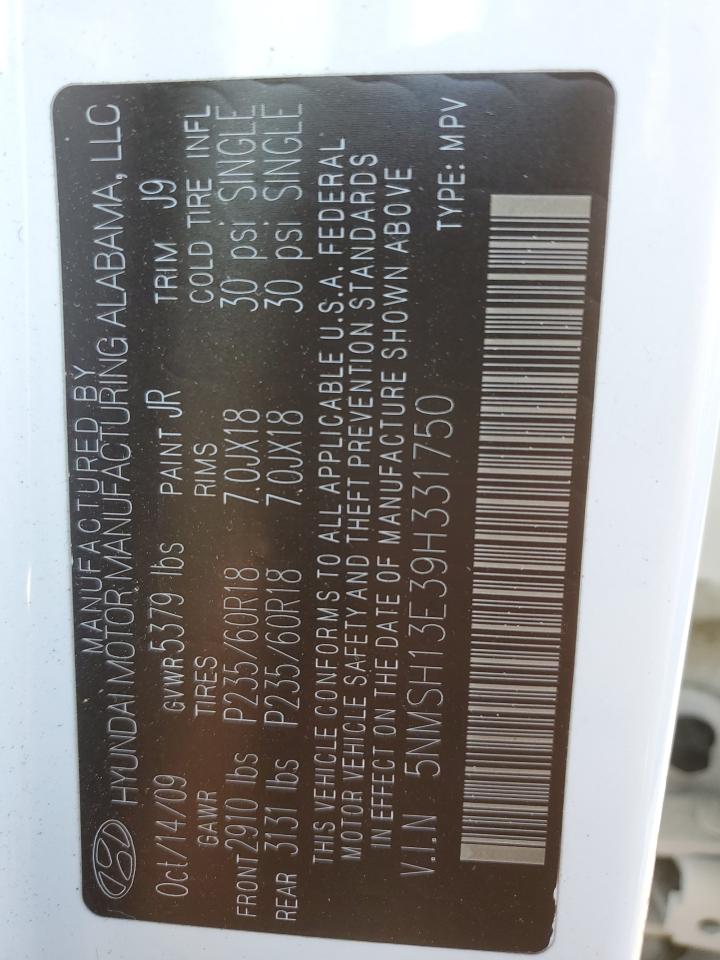 MANUFACTURED BY
HYUNDAI MOTOR MANUFACTURING ALABAMA, LLC
Oct/14/09 GVWR 5379 lbs PAINT JR TRIM J9
GAWR TIRES RIMS COLD TIRE INFL
FRONT 2910 lbs P235/60R18 7.0JX18 30 psi SINGLE
REAR 3131 lbs P235/60R18 7.0JX18 30 psi SINGLE
THIS VEHICLE CONFORMS TO ALL APPLICABLE U.S.A. FEDERAL
MOTOR VEHICLE SAFETY AND THEFT PREVENTION STANDARDS
IN EFFECT ON THE DATE OF MANUFACTURE SHOWN ABOVE
V.I.N 5NMSH13E39H331750 TYPE: MPV